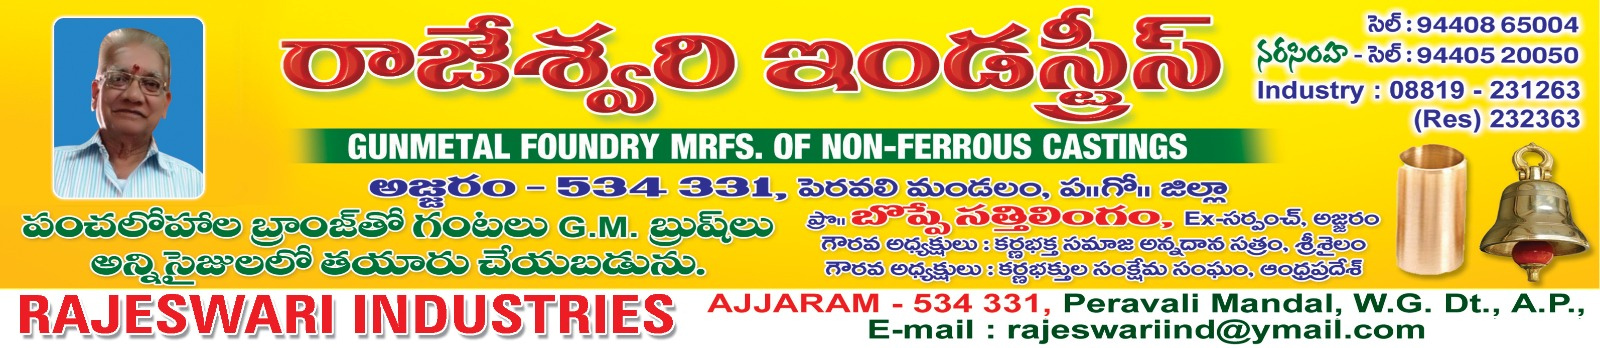 రాజేశ్వరి ఇండస్ట్రీస్
సెల్ : 94408 65004
నరసింహ - సెల్ : 94405 20050
Industry : 08819 - 231263
(Res) 232363
GUNMETAL FOUNDRY MRFS. OF NON-FERROUS CASTINGS
అజ్జరం - 534 331, పెరవలి మండలం, ప॥గో॥ జిల్లా
పంచలోహాల బ్రాంజ్‌తో గంటలు G.M. బ్రుష్‌లు
అన్నిసైజులలో తయారు చేయబడును.
ప్రొ॥ బొప్పే సత్తిలింగం, Ex-సర్పంచ్, అజ్జరం
గౌరవ అధ్యక్షులు : కర్ణభక్త సమాజ అన్నదాన సత్రం, శ్రీశైలం
గౌరవ అధ్యక్షులు : కర్ణభక్తుల సంక్షేమ సంఘం, ఆంధ్రప్రదేశ్
RAJESWARI INDUSTRIES
AJJARAM - 534 331, Peravali Mandal, W.G. Dt., A.P.,
E-mail : rajeswariind@ymail.com